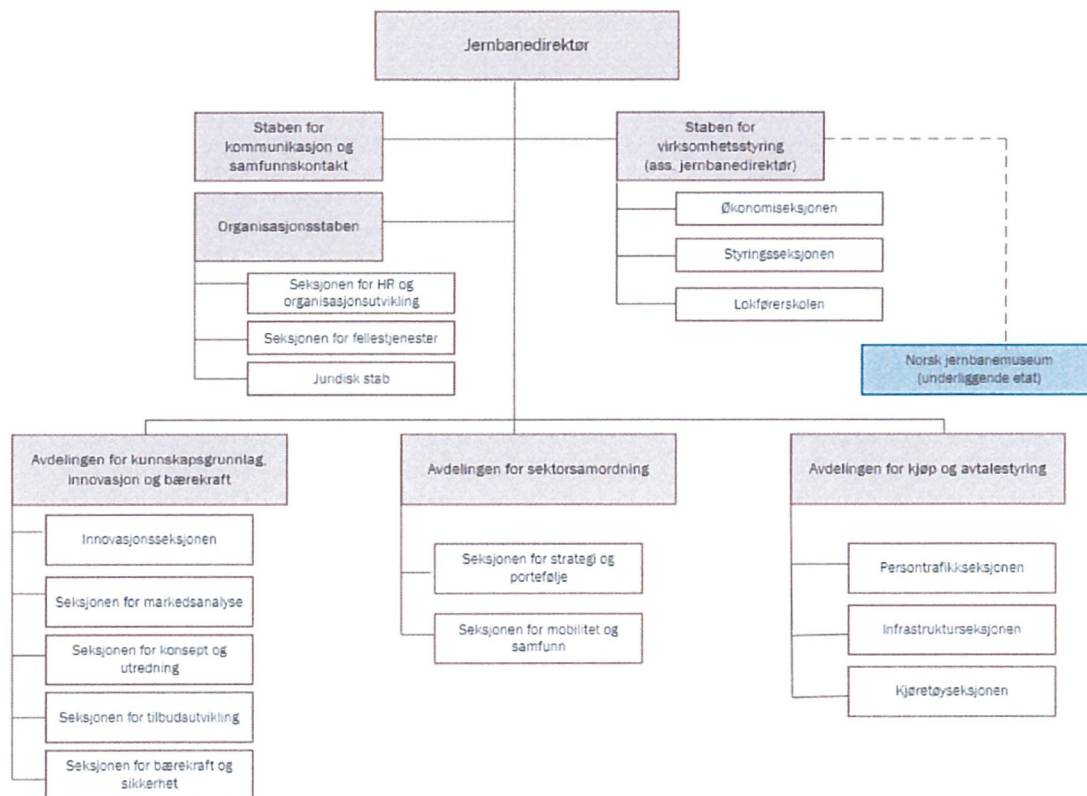 Jernbanedirektør
Staben for
kommunikasjon og
samfunnskontakt
Staben for
virksomhetsstyring
(ass. jernbanedirektør)
Organisasjonsstaben
Økonomiseksjonen
Styringsseksjonen
Lokførerskolen
Seksjonen for HR og
organisasjonsutvikling
Seksjonen for fellestjenester
Juridisk stab
Norsk jernbanemuseum
(underliggende etat)
Avdelingen for kunnskapsgrunnlag,
innovasjon og bærekraft
Innovasjonsseksjonen
Seksjonen for markedsanalyse
Seksjonen for konsept og
utredning
Seksjonen for tilbudautvikling
Seksjonen for bærekraft og
sikkerhet
Avdelingen for sektorsamordning
Seksjonen for strategi og
portefølje
Seksjonen for mobilitet og
samfunn
Avdelingen for kjøp og avtalestyring
Persontrafikkseksjonen
Infrastrukturseksjonen
Kjøretøyseksjonen